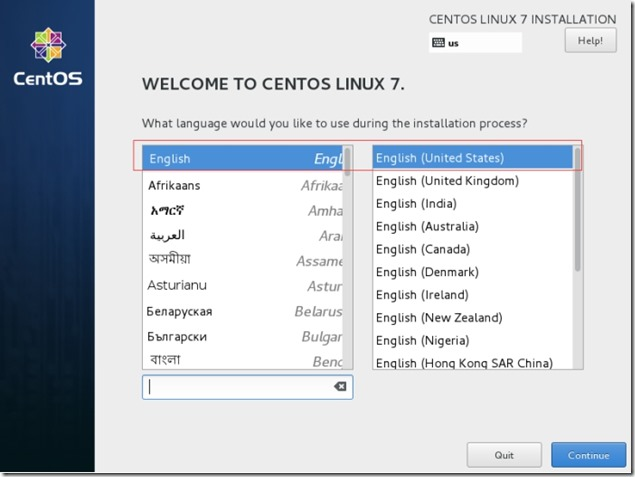 CENTOS LINUX 7 INSTALLATION
us
Help!
CentOS
WELCOME TO CENTOS LINUX 7.
What language would you like to use during the installation process?
English Engl
Afrikaans Afrikaa
አማርኛ Amha
العربية Ara
অসমীয়া Assame
Asturianu Astur
Беларуская Belarus
Български Bulgar
বাংলা Beng
English (United States)
English (United Kingdom)
English (India)
English (Australia)
English (Canada)
English (Denmark)
English (Ireland)
English (New Zealand)
English (Nigeria)
English (Hong Kong SAR China)
Quit
Continue